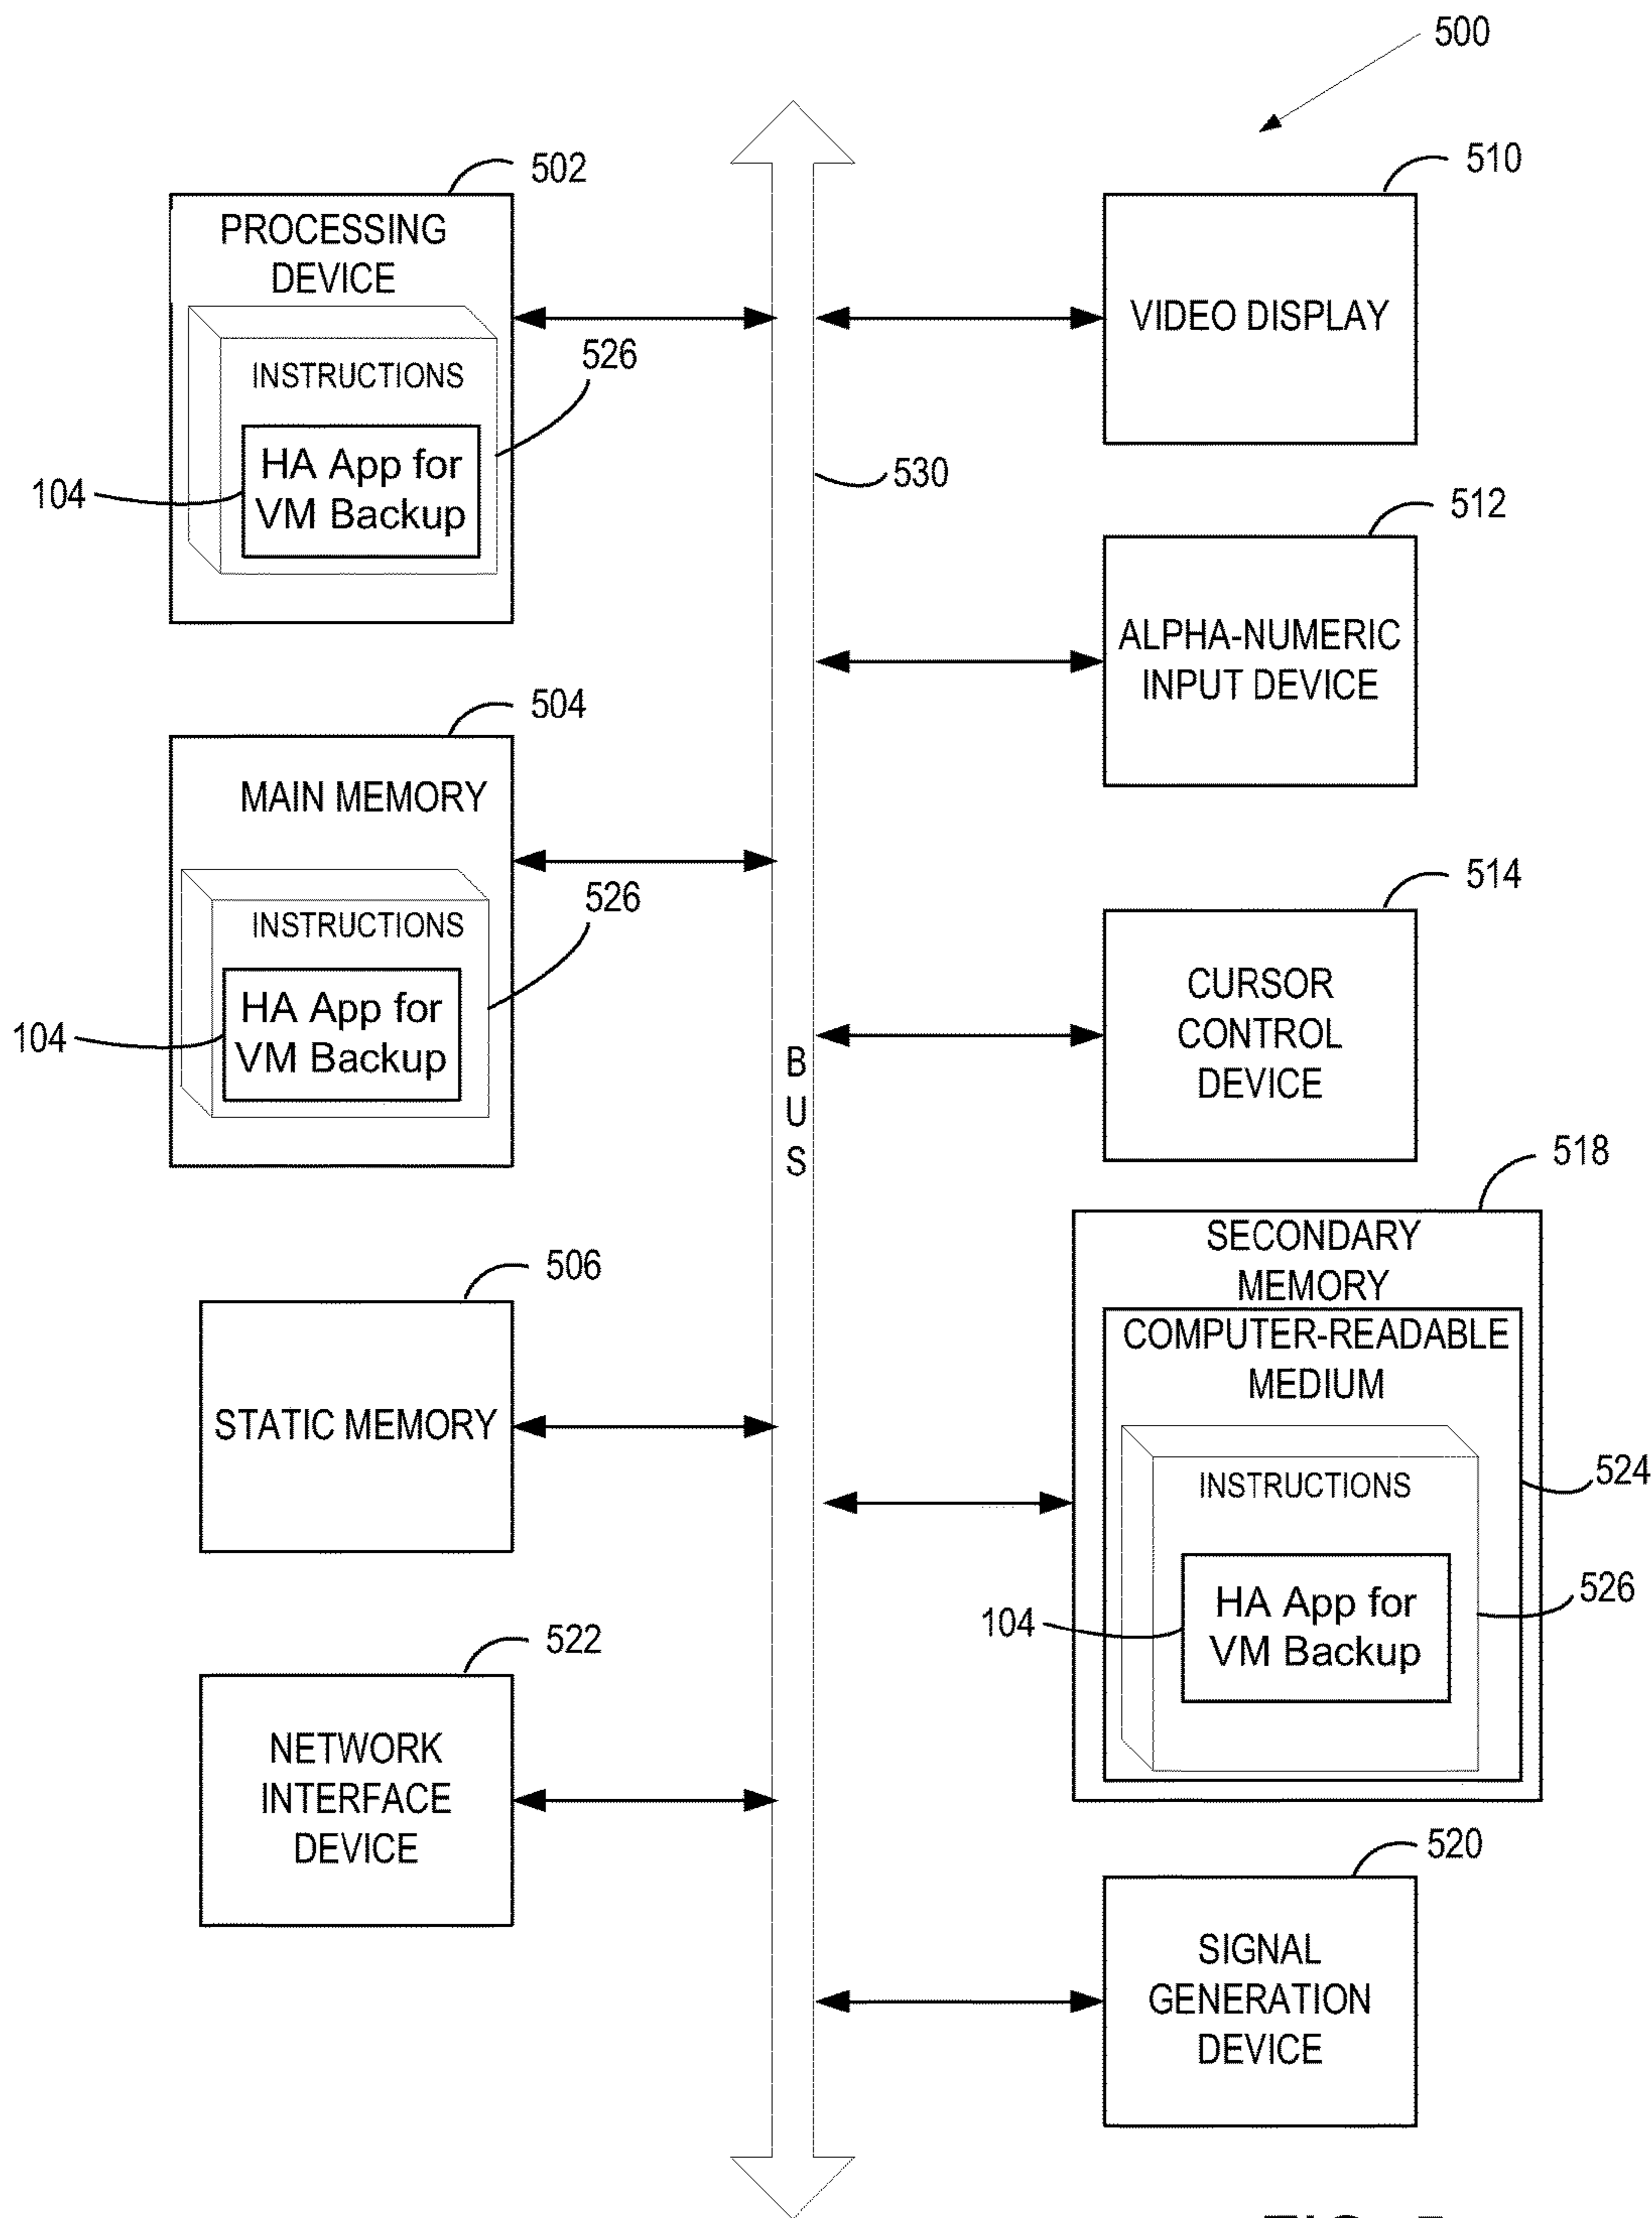 500
502
PROCESSING
DEVICE
INSTRUCTIONS
526
HA App for
VM Backup
104
504
MAIN MEMORY
INSTRUCTIONS
526
HA App for
VM Backup
104
506
STATIC MEMORY
522
NETWORK
INTERFACE
DEVICE
530
B
U
S
510
VIDEO DISPLAY
512
ALPHA-NUMERIC
INPUT DEVICE
514
CURSOR
CONTROL
DEVICE
518
SECONDARY
MEMORY
COMPUTER-READABLE
MEDIUM
524
INSTRUCTIONS
526
HA App for
VM Backup
104
520
SIGNAL
GENERATION
DEVICE